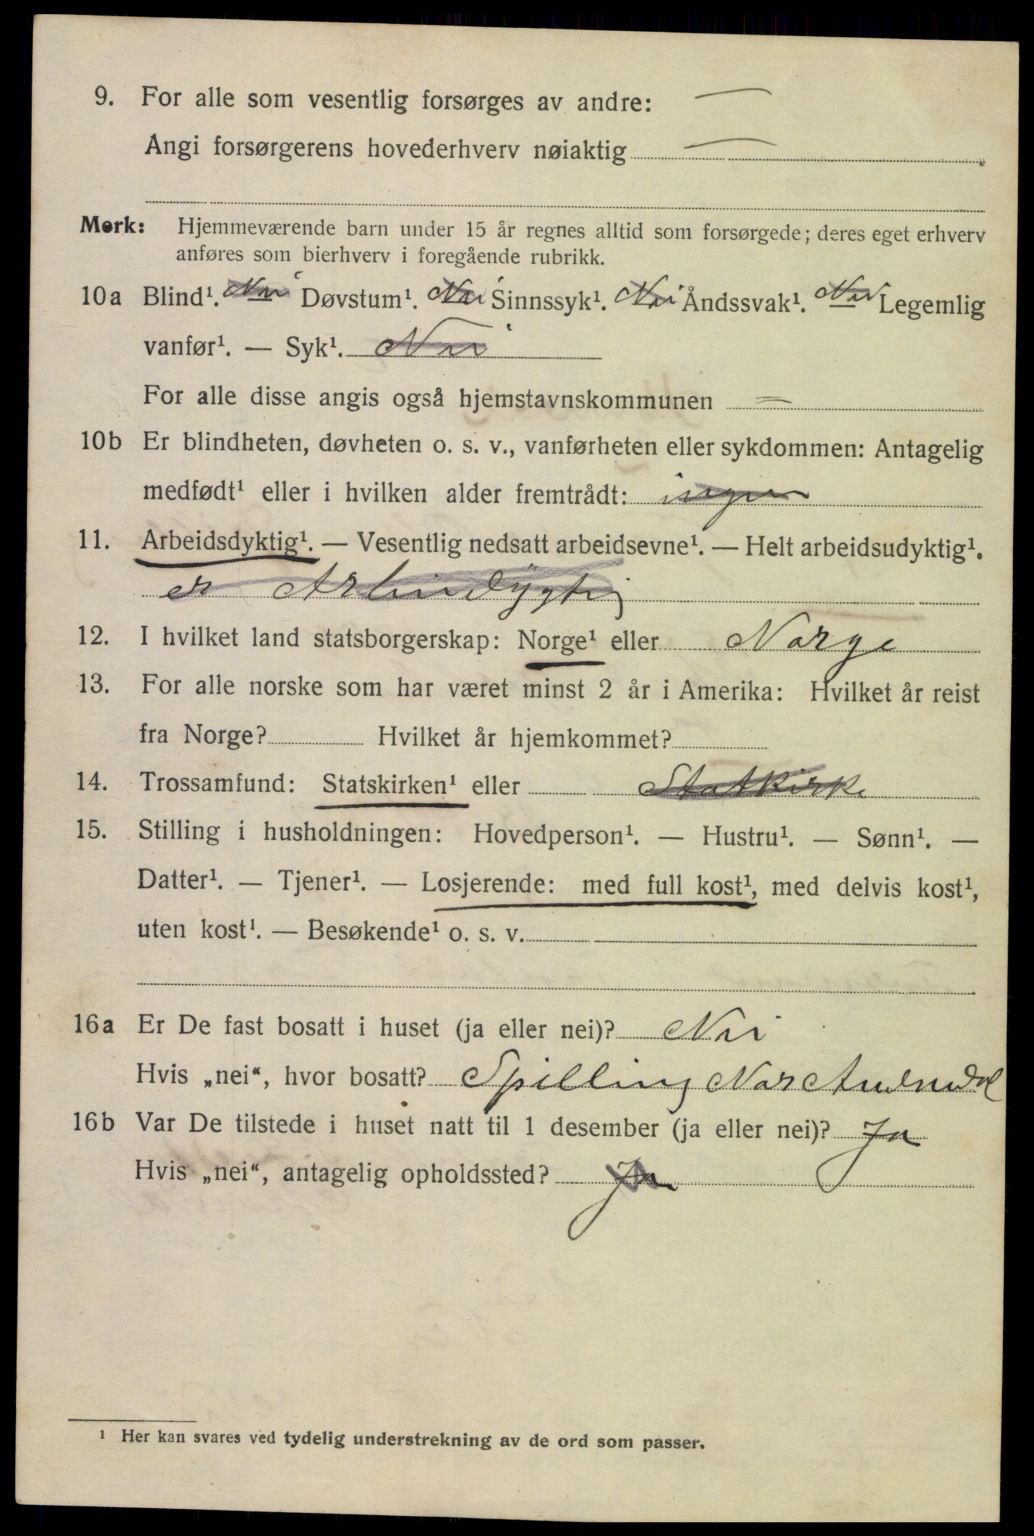 9. For alle som vesentlig forsørges av andre: —
Angi forsørgerens hovederhverv nøiaktig —
Merk: Hjemmeværende barn under 15 år regnes alltid som forsørgede; deres eget erhverv
anføres som bierhverv i foregående rubrikk.
10a Blind¹. Nei Døvstum¹. Nei Sinnssyk¹. Nei Åndssvak¹. Nei Legemlig
vanfør¹. — Syk¹. Nei
For alle disse angis også hjemstavnskommunen =
10b Er blindheten, døvheten o. s. v., vanførheten eller sykdommen: Antagelig
medfødt¹ eller i hvilken alder fremtrådt: ingen
11. Arbeidsdyktig¹. — Vesentlig nedsatt arbeidsevne¹. — Helt arbeidsudyktig¹.
er Arbeidygtig
12. I hvilket land statsborgerskap: Norge¹ eller Norge
13. For alle norske som har været minst 2 år i Amerika: Hvilket år reist
fra Norge? Hvilket år hjemkommet?
14. Trossamfund: Statskirken¹ eller Statkirke
15. Stilling i husholdningen: Hovedperson¹. — Hustru¹. — Sønn¹. —
Datter¹. — Tjener¹. — Losjerende: med full kost¹, med delvis kost¹,
uten kost¹. — Besøkende¹ o. s. v.
16a Er De fast bosatt i huset (ja eller nei)? Nei
Hvis „nei“, hvor bosatt? Spilling Nor Audnedal
16b Var De tilstede i huset natt til 1 desember (ja eller nei)? Ja
Hvis „nei“, antagelig opholdssted? Ja
¹ Her kan svares ved tydelig understrekning av de ord som passer.